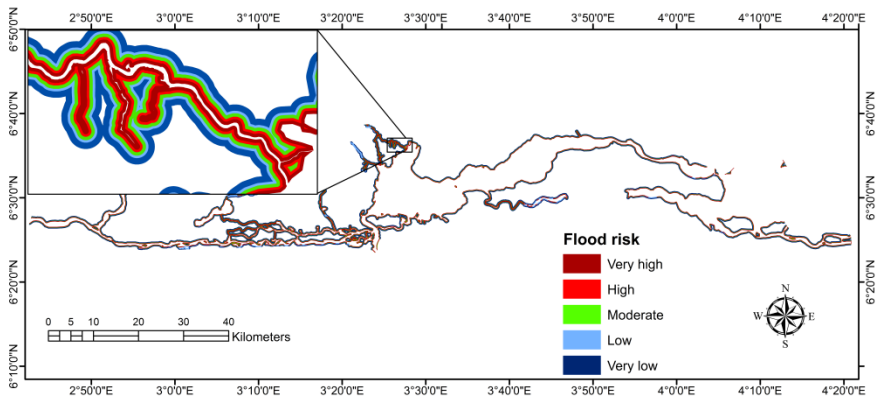 2°50'0"E 3°0'0"E 3°10'0"E 3°20'0"E 3°30'0"E 3°40'0"E 3°50'0"E 4°0'0"E 4°10'0"E 4°20'0"E
6°50'0"N 6°50'0"N
6°40'0"N 6°40'0"N
6°30'0"N 6°30'0"N
6°20'0"N 6°20'0"N
6°10'0"N 6°10'0"N
Flood risk
Very high
High
Moderate
Low
Very low
N
W E
S
0 5 10 20 30 40
Kilometers
2°50'0"E 3°0'0"E 3°10'0"E 3°20'0"E 3°30'0"E 3°40'0"E 3°50'0"E 4°0'0"E 4°10'0"E 4°20'0"E